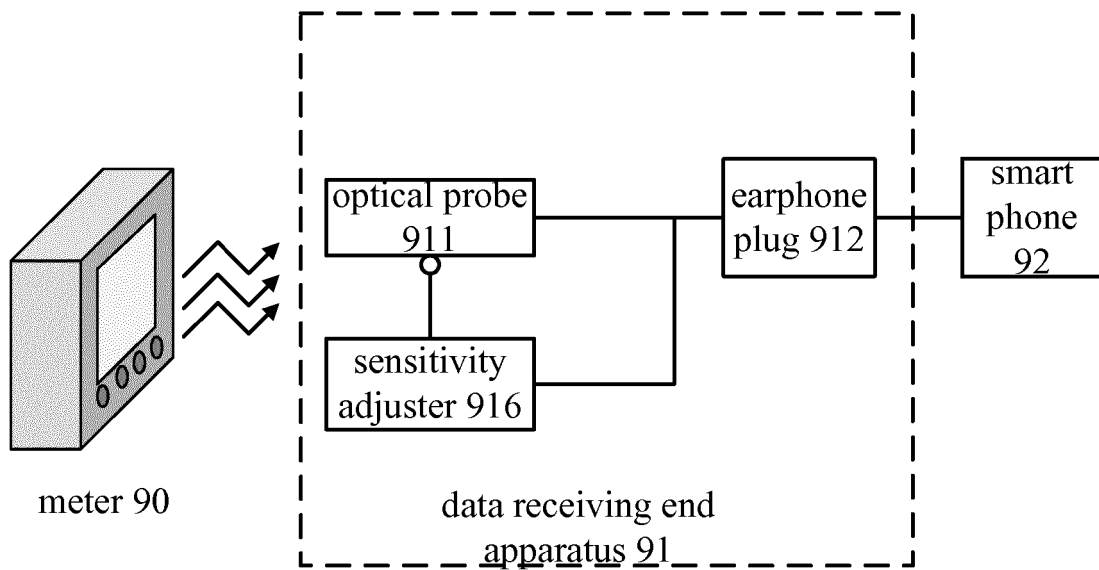 optical probe
911
sensitivity
adjuster 916
earphone
plug 912
smart
phone
92
meter 90
data receiving end
apparatus 91